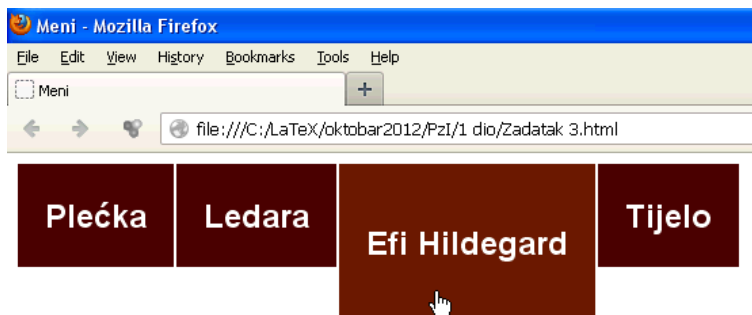 Meni - Mozilla Firefox
File Edit View History Bookmarks Tools Help
Meni +
file:///C:/LaTeX/oktobar2012/PzI/1 dio/Zadatak 3.html
Plećka Ledara Efi Hildegard Tijelo